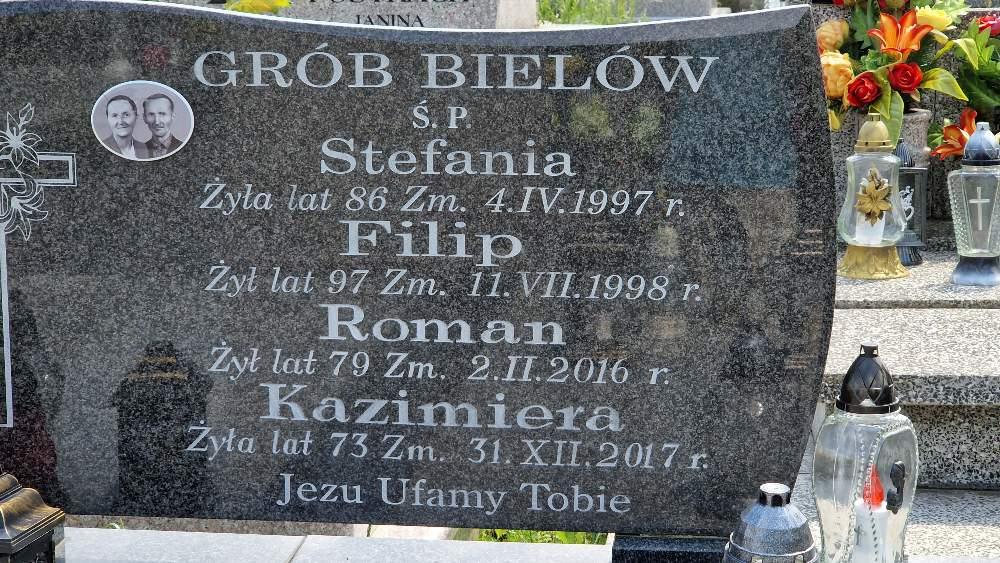 JANINA
GRÓB BIELÓW
Ś.P.
Stefania
Żyła lat 86 Zm. 4.IV.1997 r.
Filip
Żył lat 97 Zm. 11.VII.1998 r.
Roman
Żył lat 79 Zm. 2.II.2016 r.
Kazimiera
Żyła lat 73 Zm. 31.XII.2017 r.
Jezu Ufamy Tobie